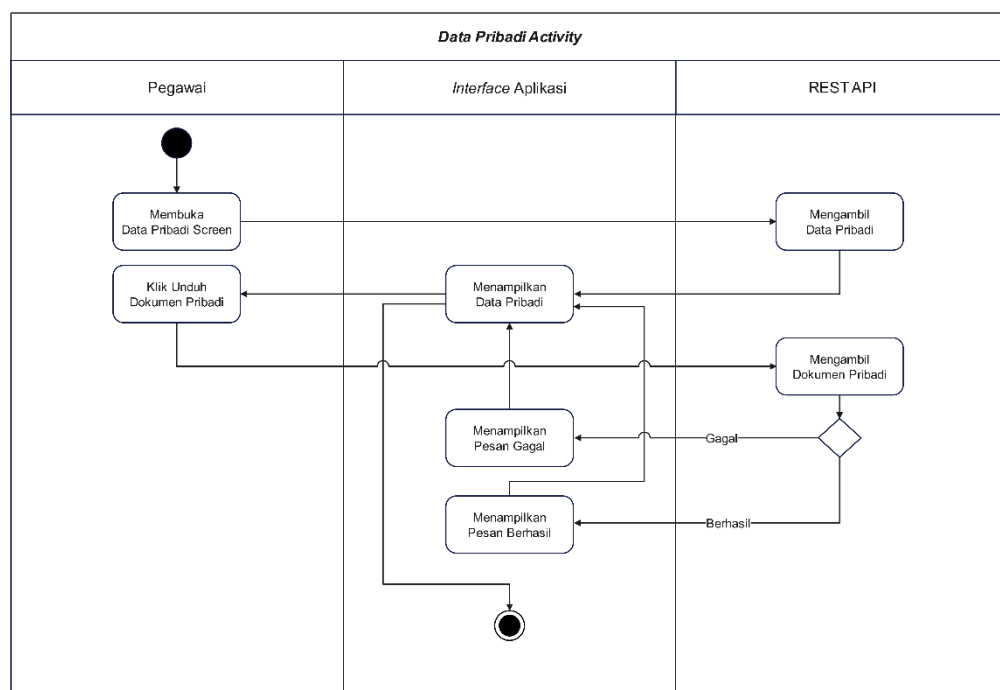 Data Pribadi Activity
Pegawai
Interface Aplikasi
REST API
Membuka
Data Pribadi Screen
Mengambil
Data Pribadi
Klik Unduh
Dokumen Pribadi
Menampilkan
Data Pribadi
Mengambil
Dokumen Pribadi
Menampilkan
Pesan Gagal
Gagal
Menampilkan
Pesan Berhasil
Berhasil